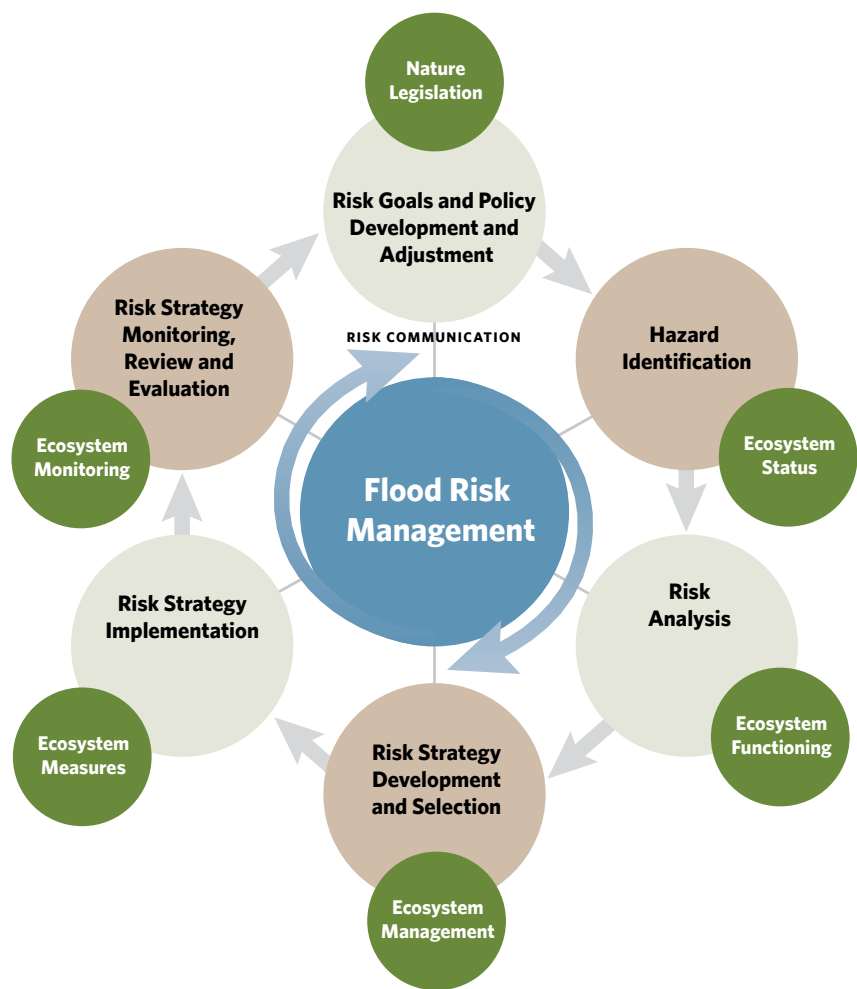 Nature
Legislation
Risk Goals and Policy
Development and
Adjustment
Hazard
Identification
Ecosystem
Status
Risk
Analysis
Ecosystem
Functioning
Risk Strategy
Development
and Selection
Ecosystem
Management
Risk Strategy
Implementation
Ecosystem
Measures
Risk Strategy
Monitoring,
Review and
Evaluation
Ecosystem
Monitoring
RISK COMMUNICATION
Flood Risk
Management